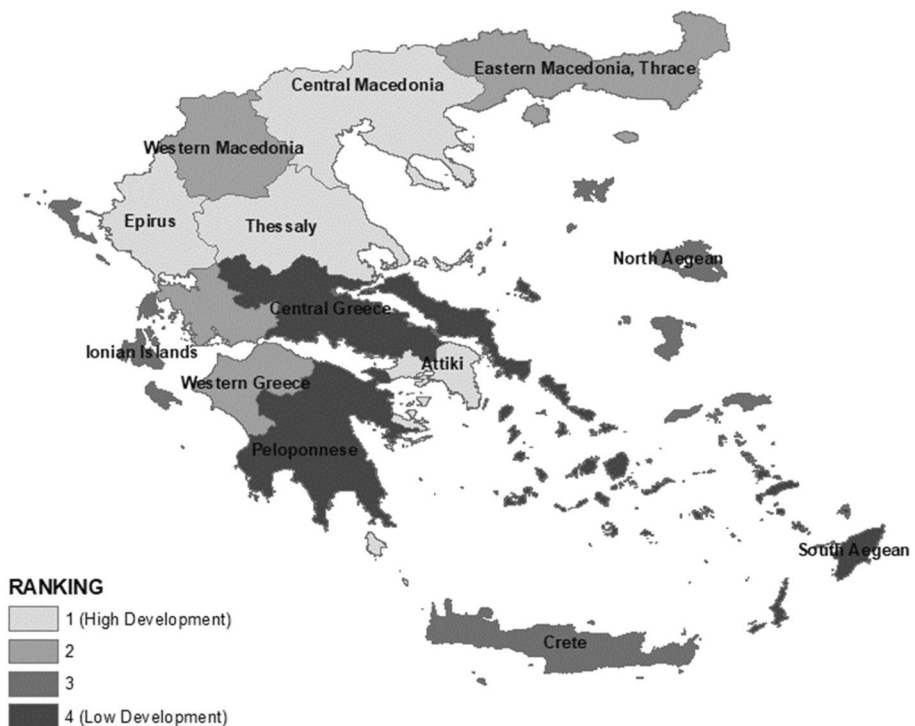 Eastern Macedonia, Thrace
Central Macedonia
Western Macedonia
Epirus
Thessaly
North Aegean
Central Greece
Ionian Islands
Attiki
Western Greece
Peloponnese
South Aegean
Crete
RANKING
1 (High Development)
2
3
4 (Low Development)